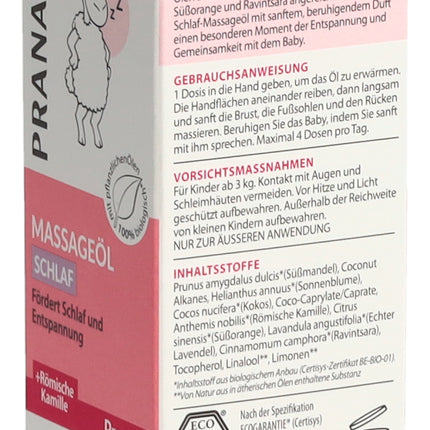 PRANA
mit pflanzlichen Ölen
100% biologisch
MASSAGEÖL
SCHLAF
Fördert Schlaf und
Entspannung
+Römische
Kamille
Süßorange und Ravintsara
Schlaf-Massageöl mit sanftem, beruhigendem Duft
einen besonderen Moment der Entspannung und
Gemeinsamkeit mit dem Baby.
GEBRAUCHSANWEISUNG
1 Dosis in die Hand geben, um das Öl zu erwärmen.
Die Handflächen aneinander reiben, dann langsam
und sanft die Brust, die Fußsohlen und den Rücken
massieren. Beruhigen Sie das Baby, indem Sie sanft
mit ihm sprechen. Maximal 4 Dosen pro Tag.
VORSICHTSMASSNAHMEN
Für Kinder ab 3 kg. Kontakt mit Augen und
Schleimhäuten vermeiden. Vor Hitze und Licht
geschützt aufbewahren. Außerhalb der Reichweite
von kleinen Kindern aufbewahren.
NUR ZUR ÄUSSEREN ANWENDUNG
INHALTSSTOFFE
Prunus amygdalus dulcis*(Süßmandel), Coconut
Alkanes, Helianthus annuus*(Sonnenblume),
Cocos nucifera*(Kokos), Coco-Caprylate/Caprate,
Anthemis nobilis*(Römische Kamille), Citrus
sinensis*(Süßorange), Lavandula angustifolia*(Echter
Lavendel), Cinnamomum camphora*(Ravintsara),
Tocopherol, Linalool**, Limonen**
*Inhaltsstoff aus biologischem Anbau (Certisys-Zertifikat BE-BIO-01).
**Von Natur aus in ätherischen Ölen enthaltene Substanz
ECO
Nach der Spezifikation
ECOGARANTIE® (Certisys)